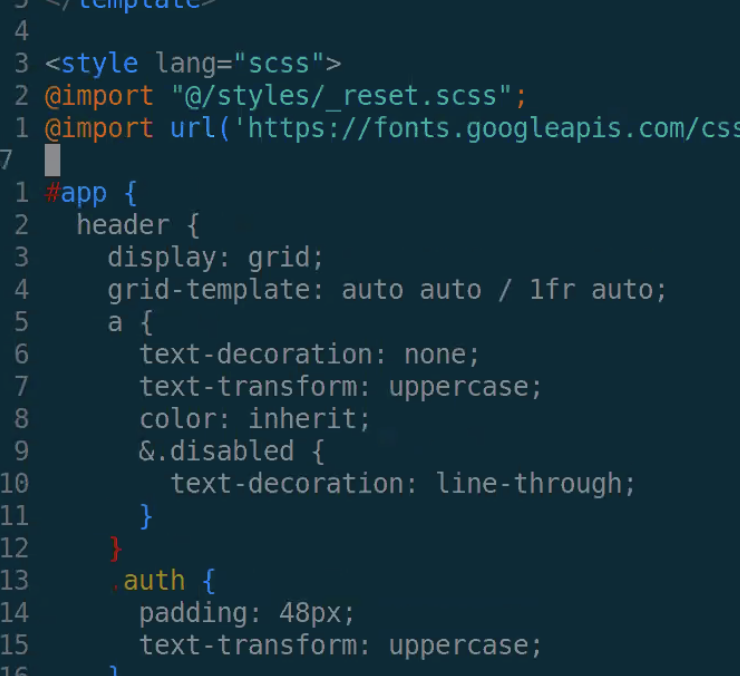 5 </template>
4
3 <style lang="scss">
2 @import "@/styles/_reset.scss";
1 @import url('https://fonts.googleapis.com/css
7
1 #app {
2   header {
3     display: grid;
4     grid-template: auto auto / 1fr auto;
5     a {
6       text-decoration: none;
7       text-transform: uppercase;
8       color: inherit;
9       &.disabled {
10         text-decoration: line-through;
11       }
12     }
13     .auth {
14       padding: 48px;
15       text-transform: uppercase;
16     }